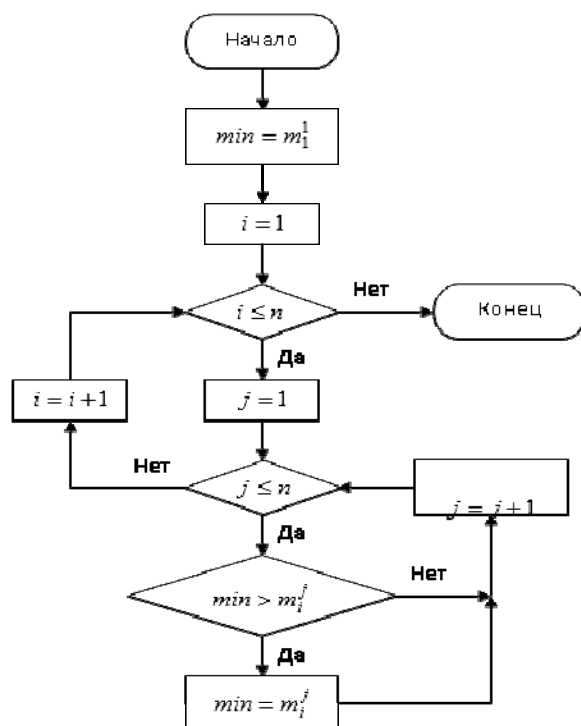 Начало
min = m₁¹
i = 1
i ≤ n
Нет
Конец
Да
i = i + 1
j = 1
Нет
j ≤ n
j = j + 1
Да
min > mᵢʲ
Нет
Да
min = mᵢʲ